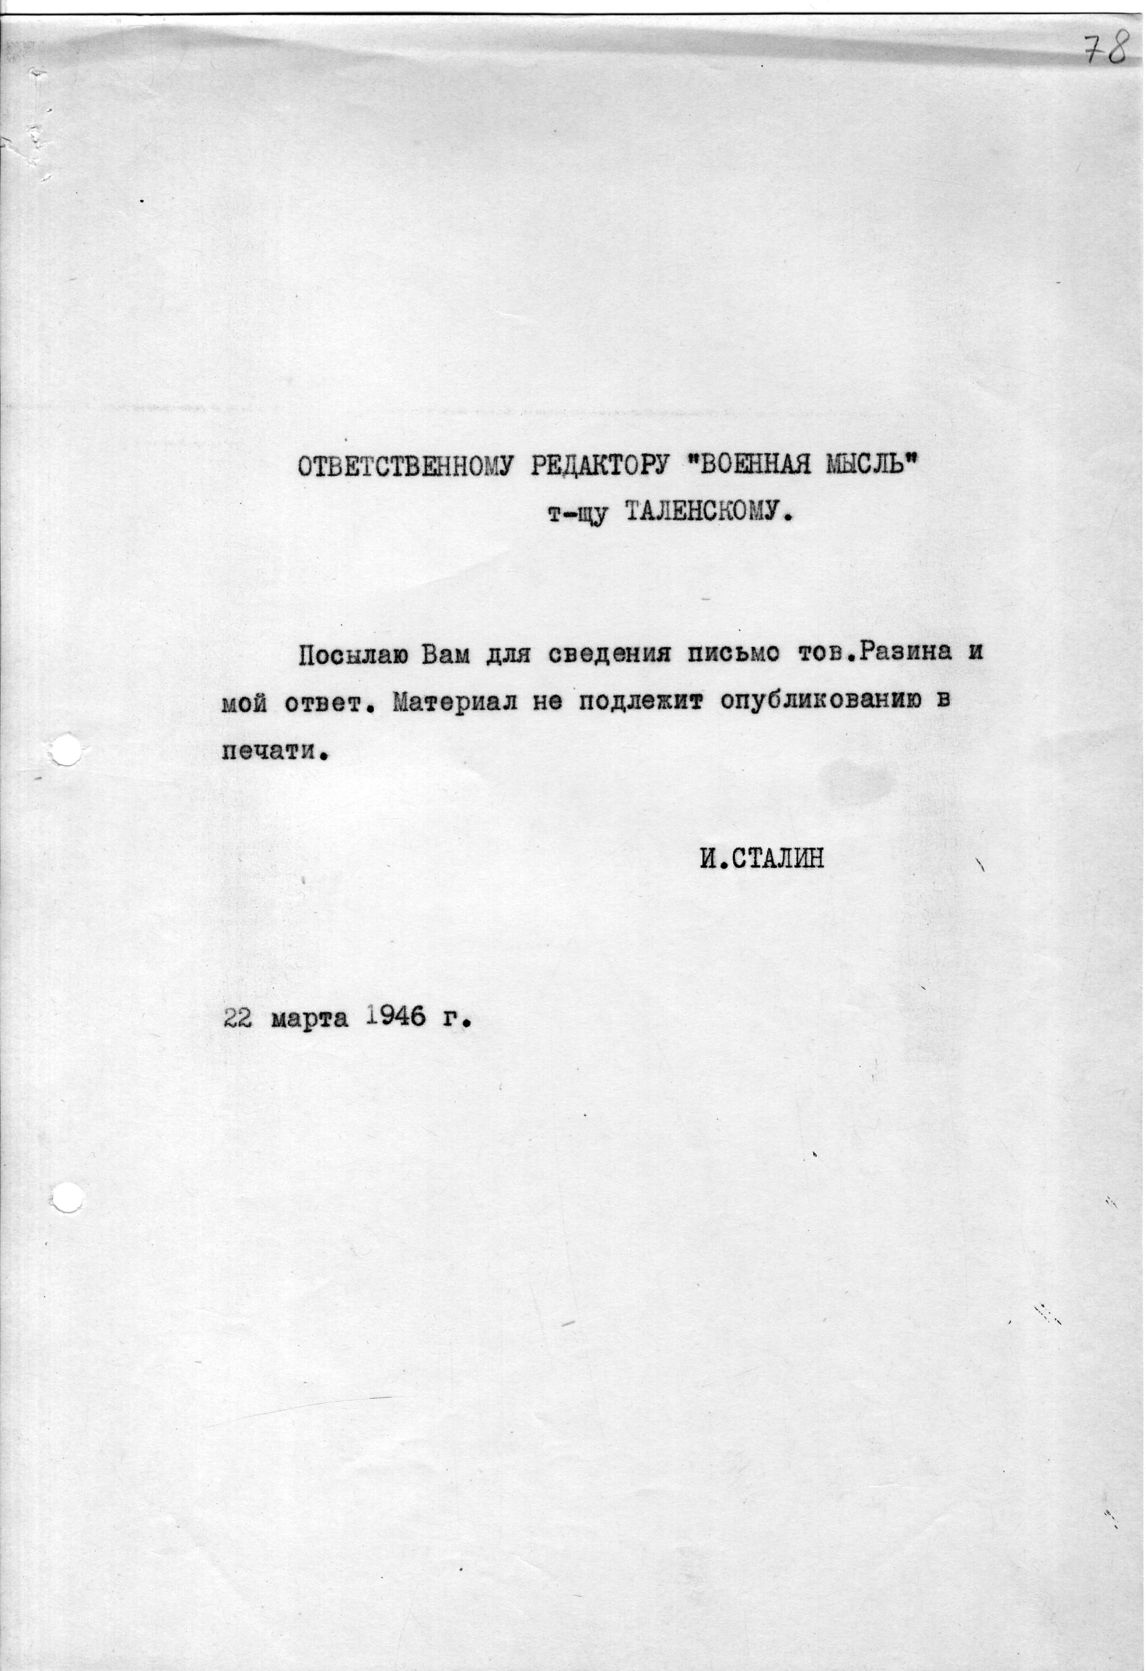 78
ОТВЕТСТВЕННОМУ РЕДАКТОРУ "ВОЕННАЯ МЫСЛЬ"
т-щу ТАЛЕНСКОМУ.
Посылаю Вам для сведения письмо тов.Разина и
мой ответ. Материал не подлежит опубликованию в
печати.
И.СТАЛИН
22 марта 1946 г.